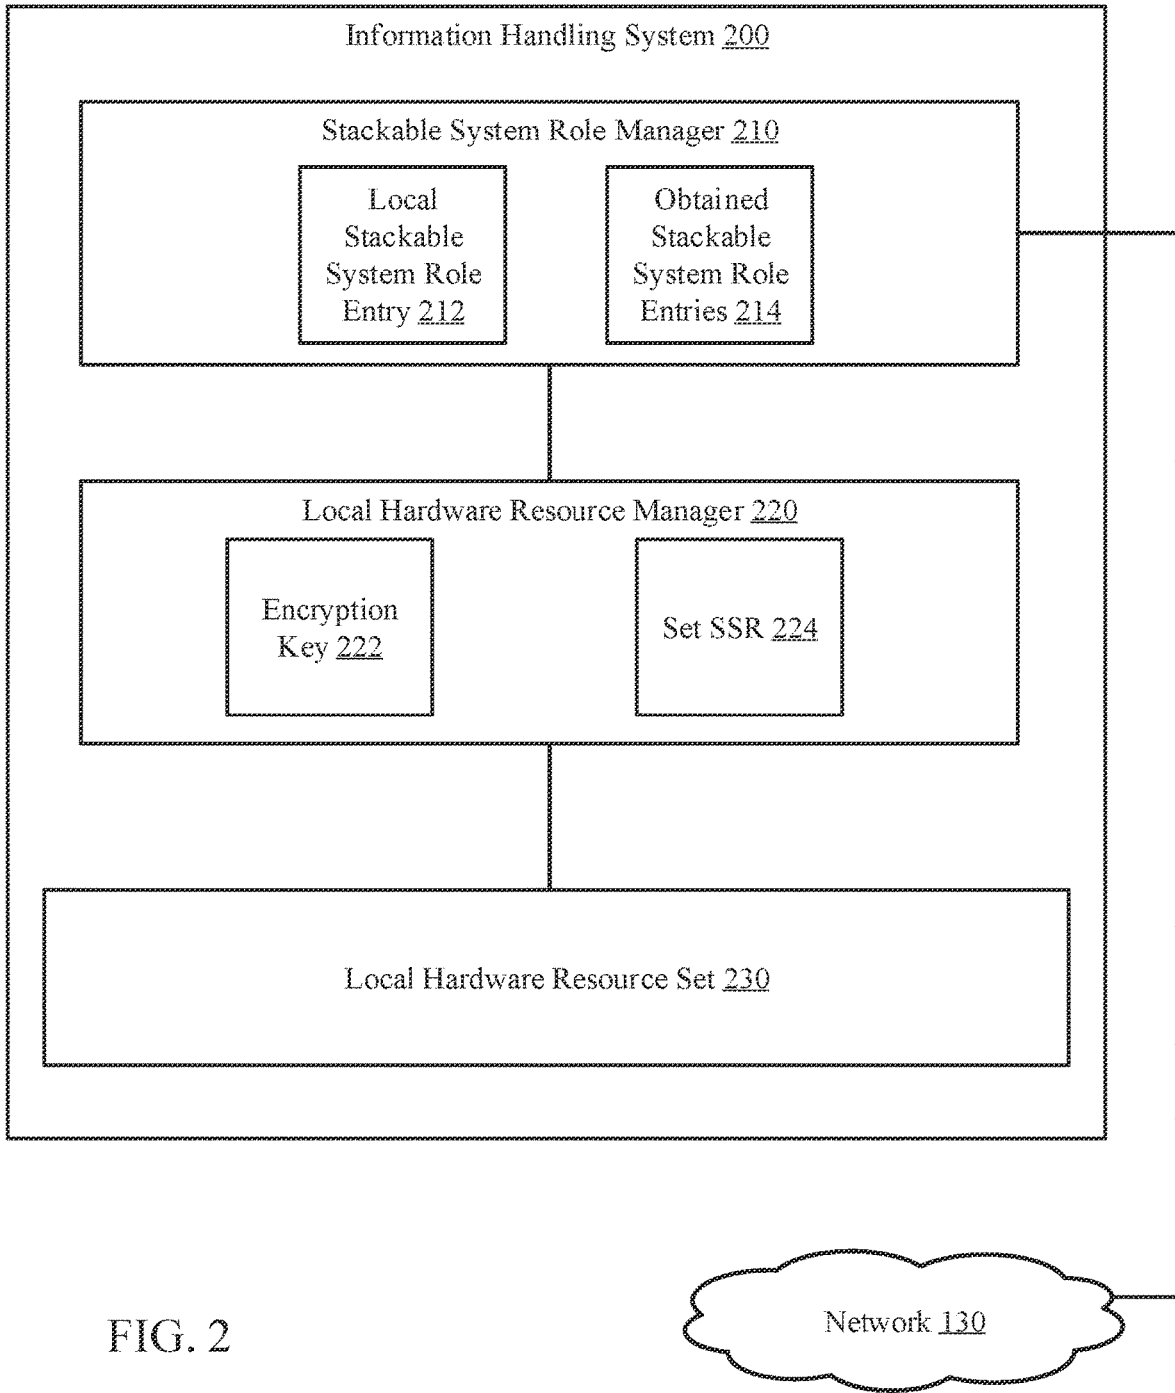 Information Handling System 200
Stackable System Role Manager 210
Local
Stackable
System Role
Entry 212
Obtained
Stackable
System Role
Entries 214
Local Hardware Resource Manager 220
Encryption
Key 222
Set SSR 224
Local Hardware Resource Set 230
FIG. 2
Network 130